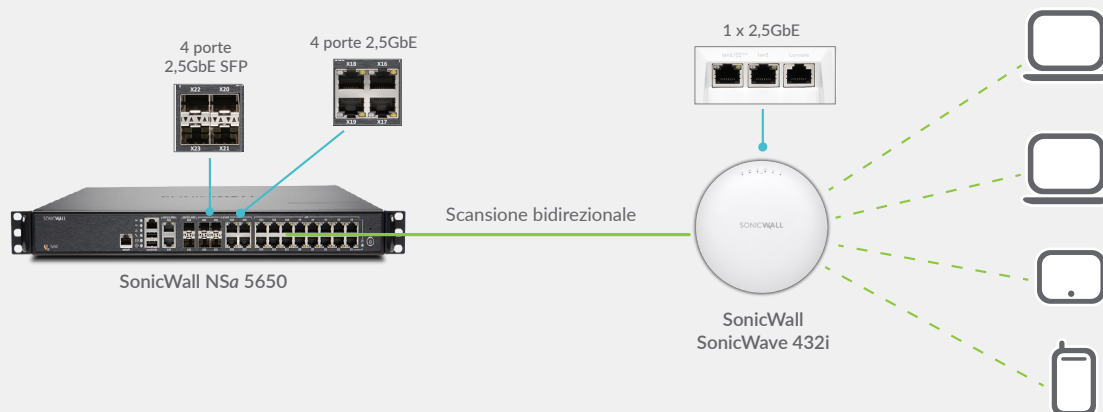 4 porte
2,5GbE SFP
4 porte 2,5GbE
1 x 2,5GbE
X22 X20
X23 X21
X18 X16
X19 X17
SONICWALL
Scansione bidirezionale
SONICWALL
SonicWall NSa 5650
SonicWall
SonicWave 432i